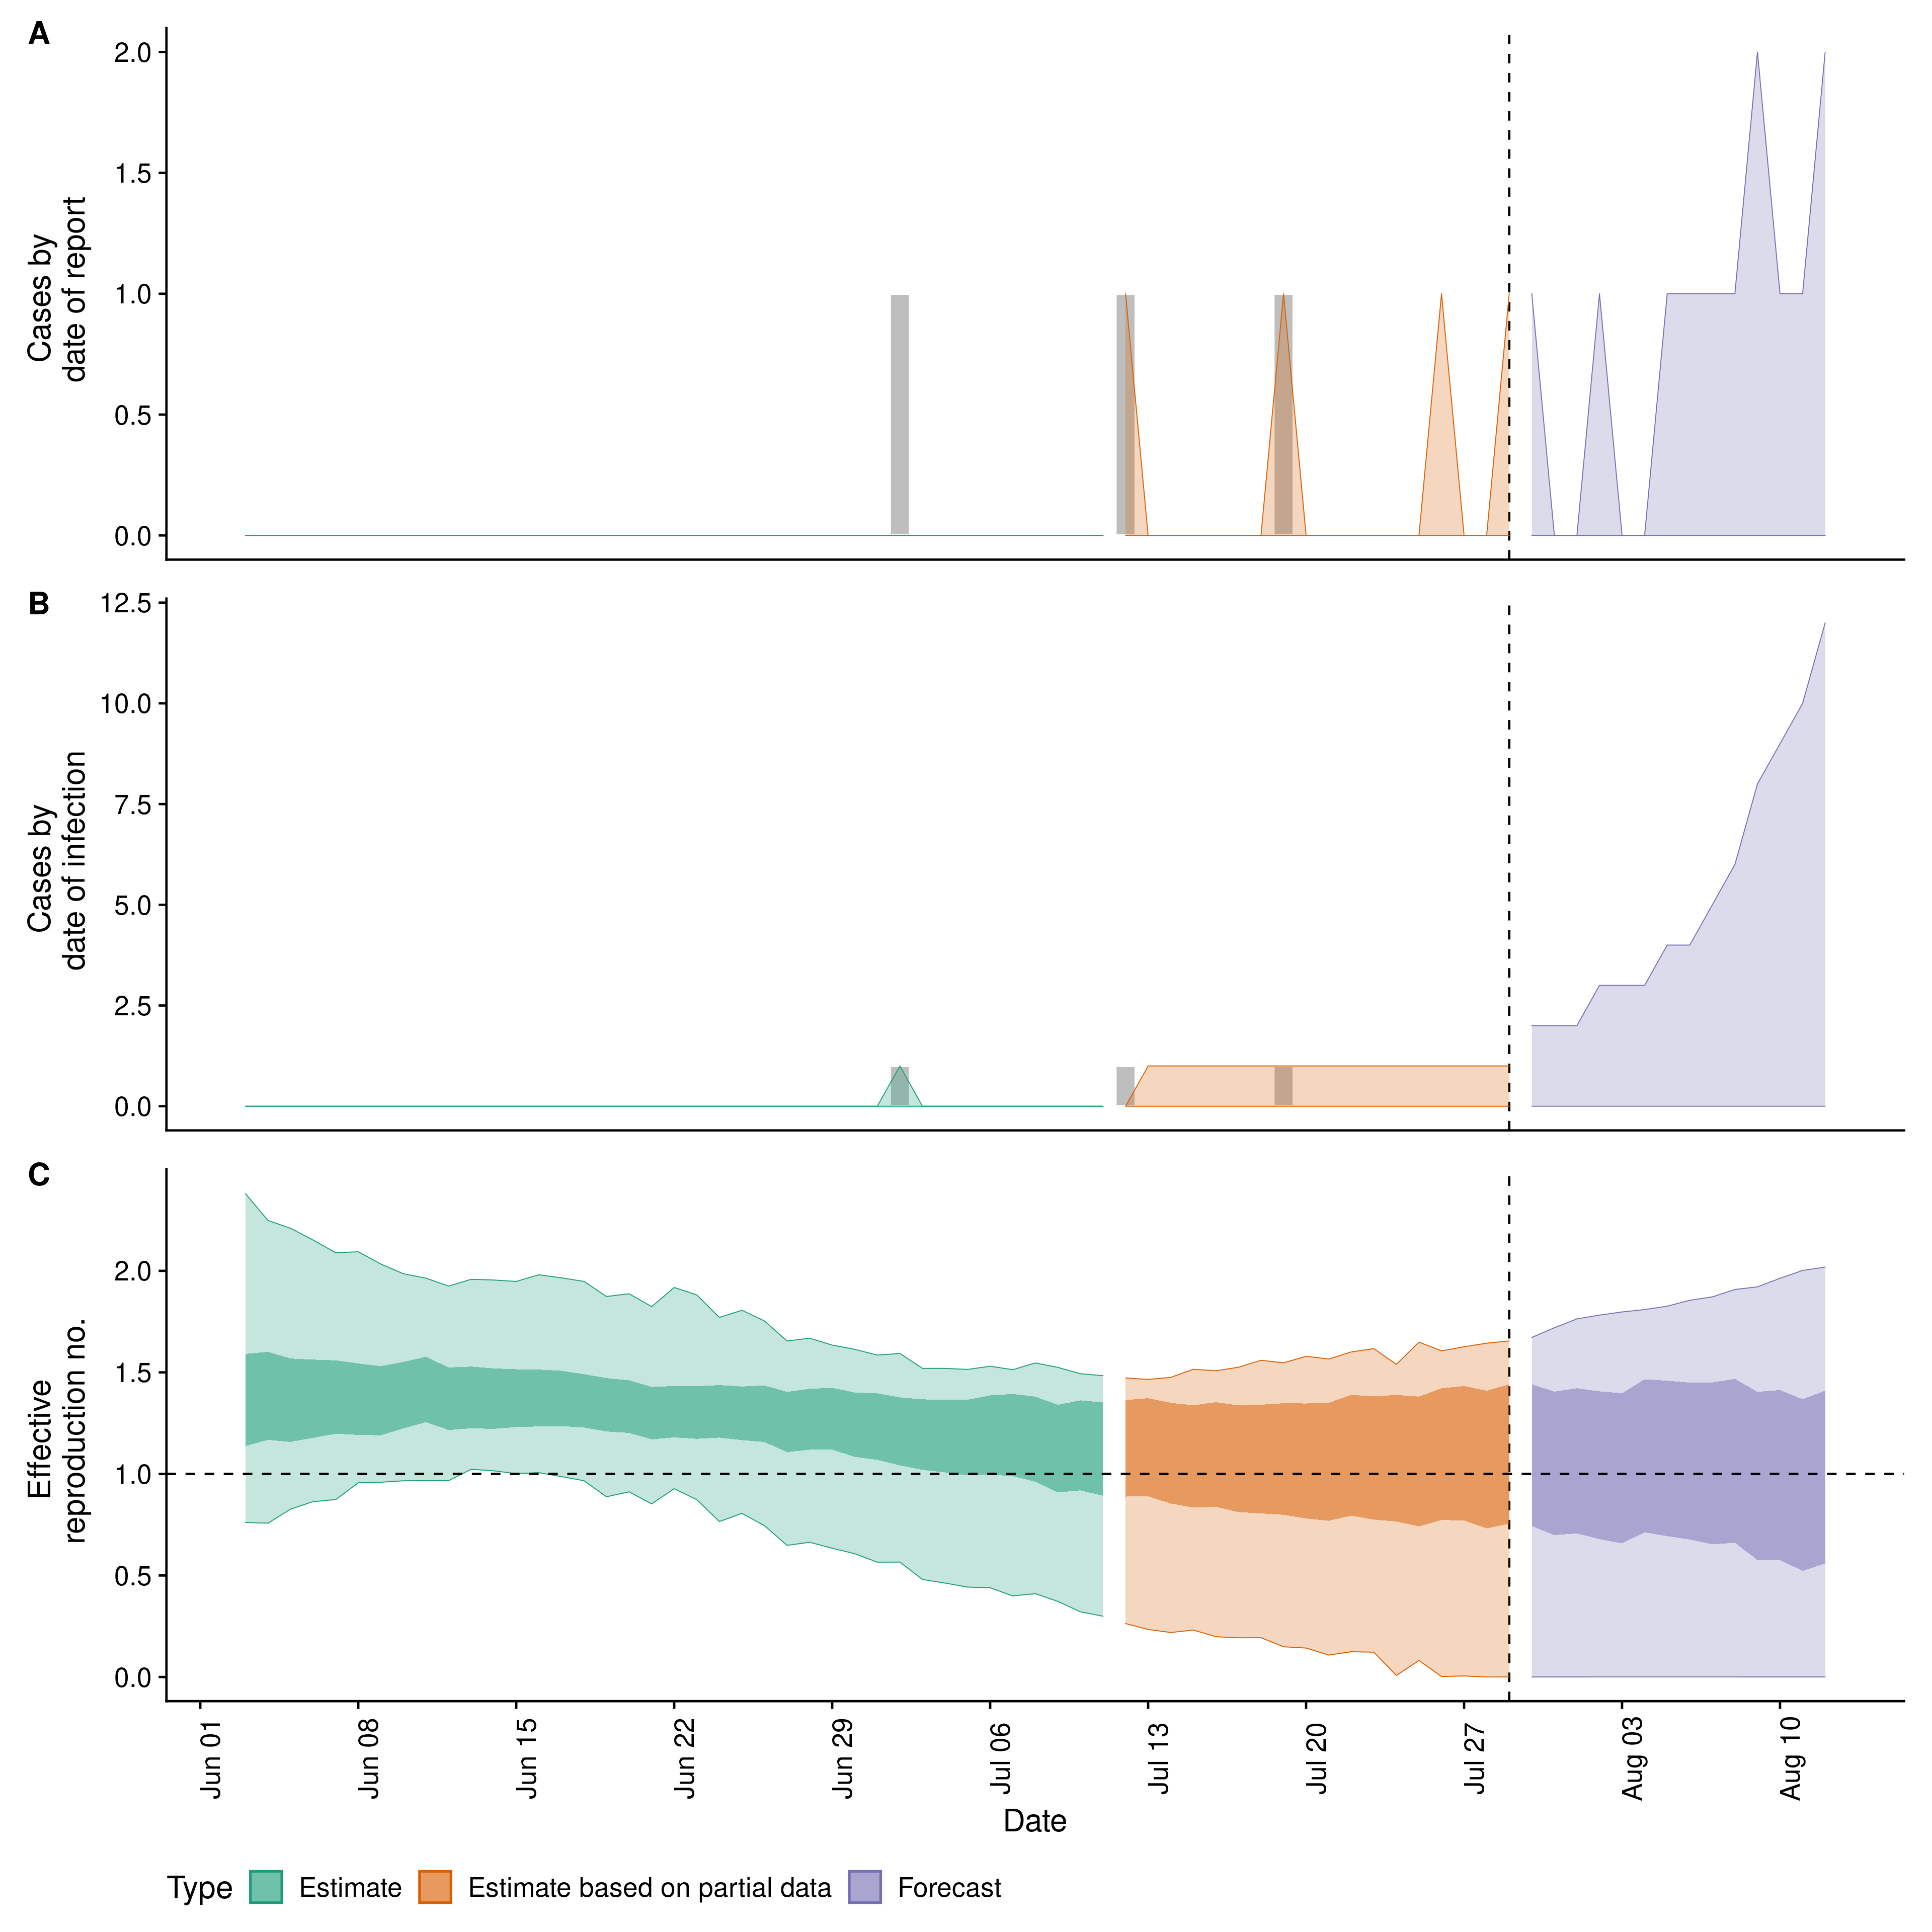 A
2.0
1.5
1.0
0.5
0.0
Cases by
date of report
B
12.5
10.0
7.5
5.0
2.5
0.0
Cases by
date of infection
C
2.0
1.5
1.0
0.5
0.0
Effective
reproduction no.
Jun 01
Jun 08
Jun 15
Jun 22
Jun 29
Jul 06
Jul 13
Jul 20
Jul 27
Aug 03
Aug 10
Date
Type Estimate Estimate based on partial data Forecast